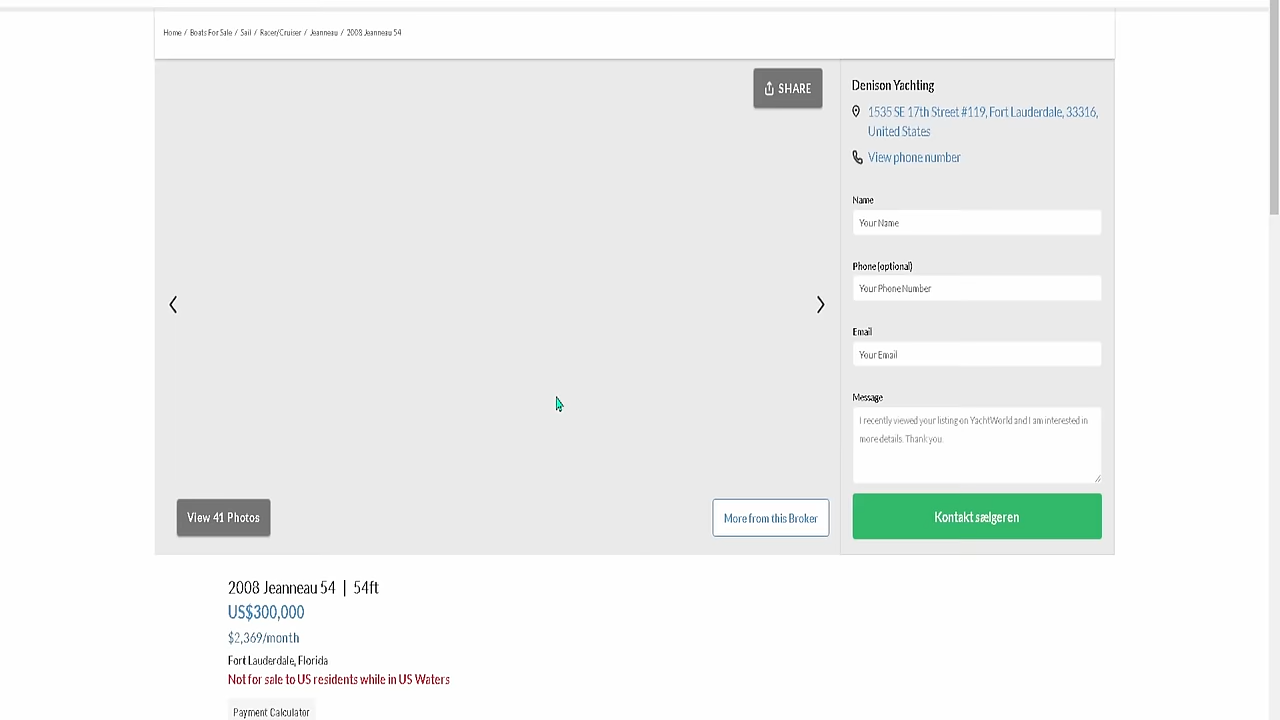 Home / Boats For Sale / Sail / Racer/Cruiser / Jeanneau / 2008 Jeanneau 54
SHARE
View 41 Photos
More from this Broker
Denison Yachting
1535 SE 17th Street #119, Fort Lauderdale, 33316,
United States
View phone number
Name
Your Name
Phone (optional)
Your Phone Number
Email
Your Email
Message
I recently viewed your listing on YachtWorld and I am interested in
more details. Thank you.
Kontakt sælgeren
2008 Jeanneau 54 | 54ft
US$300,000
$2,369/month
Fort Lauderdale, Florida
Not for sale to US residents while in US Waters
Payment Calculator